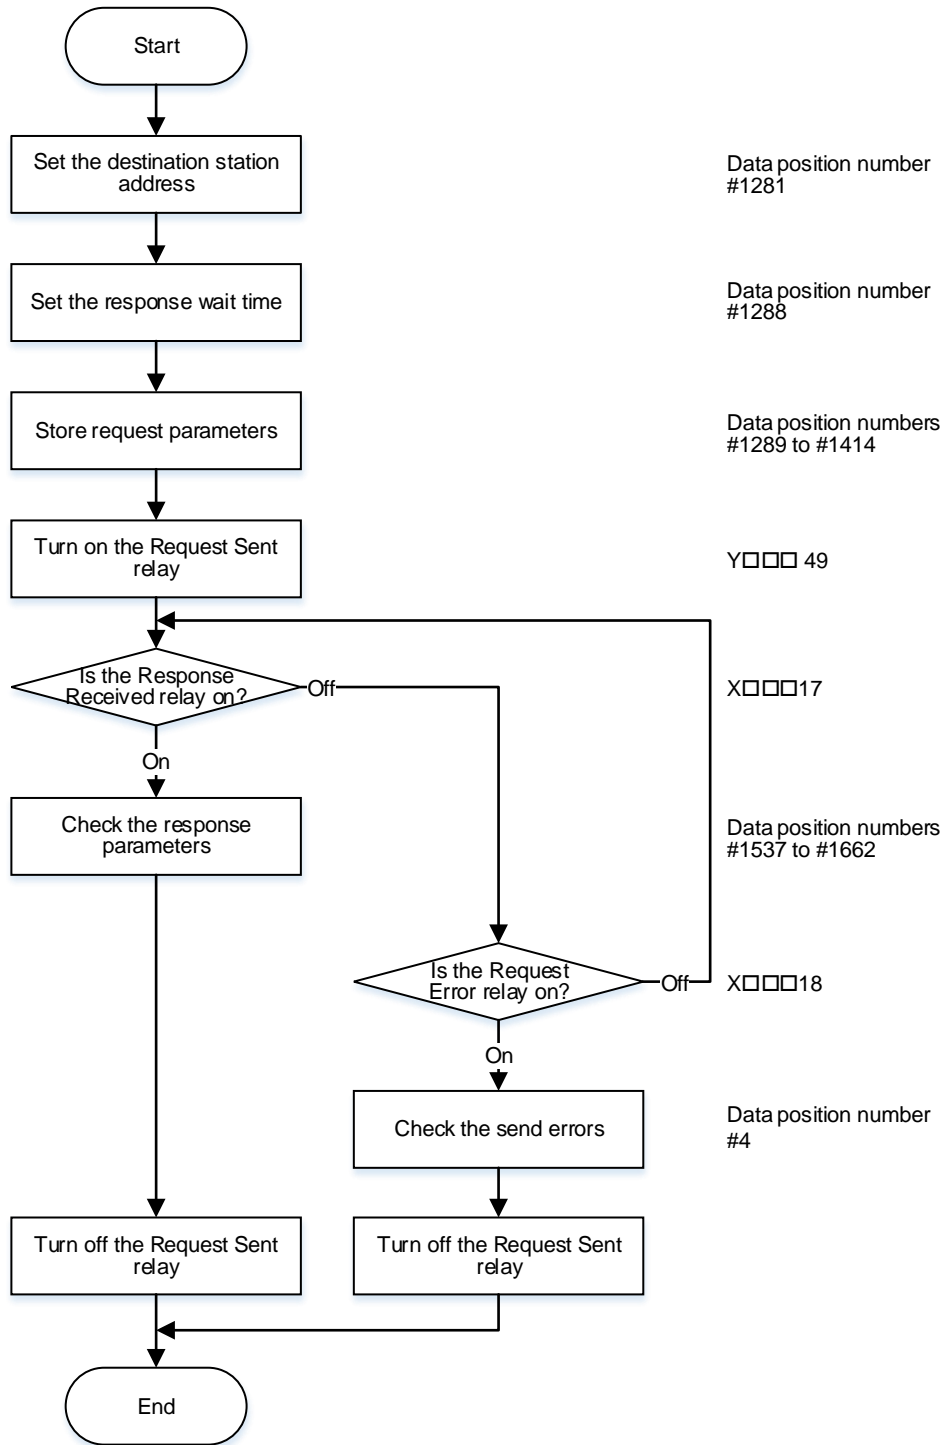 Start
Set the destination station
address
Data position number
#1281
Set the response wait time
Data position number
#1288
Store request parameters
Data position numbers
#1289 to #1414
Turn on the Request Sent
relay
Y□□□ 49
Is the Response
Received relay on?
Off
X□□□17
On
Check the response
parameters
Data position numbers
#1537 to #1662
Is the Request
Error relay on?
Off
X□□□18
On
Check the send errors
Data position number
#4
Turn off the Request Sent
relay
Turn off the Request Sent
relay
End